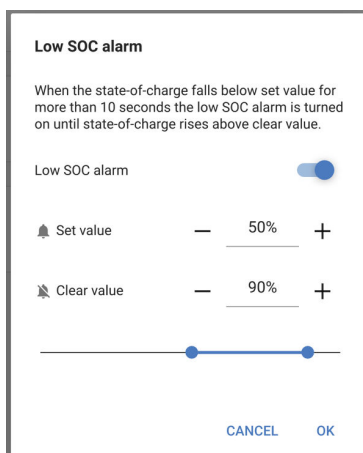 Low SOC alarm
When the state-of-charge falls below set value for
more than 10 seconds the low SOC alarm is turned
on until state-of-charge rises above clear value.
Low SOC alarm
Set value — 50% +
Clear value — 90% +
CANCEL OK